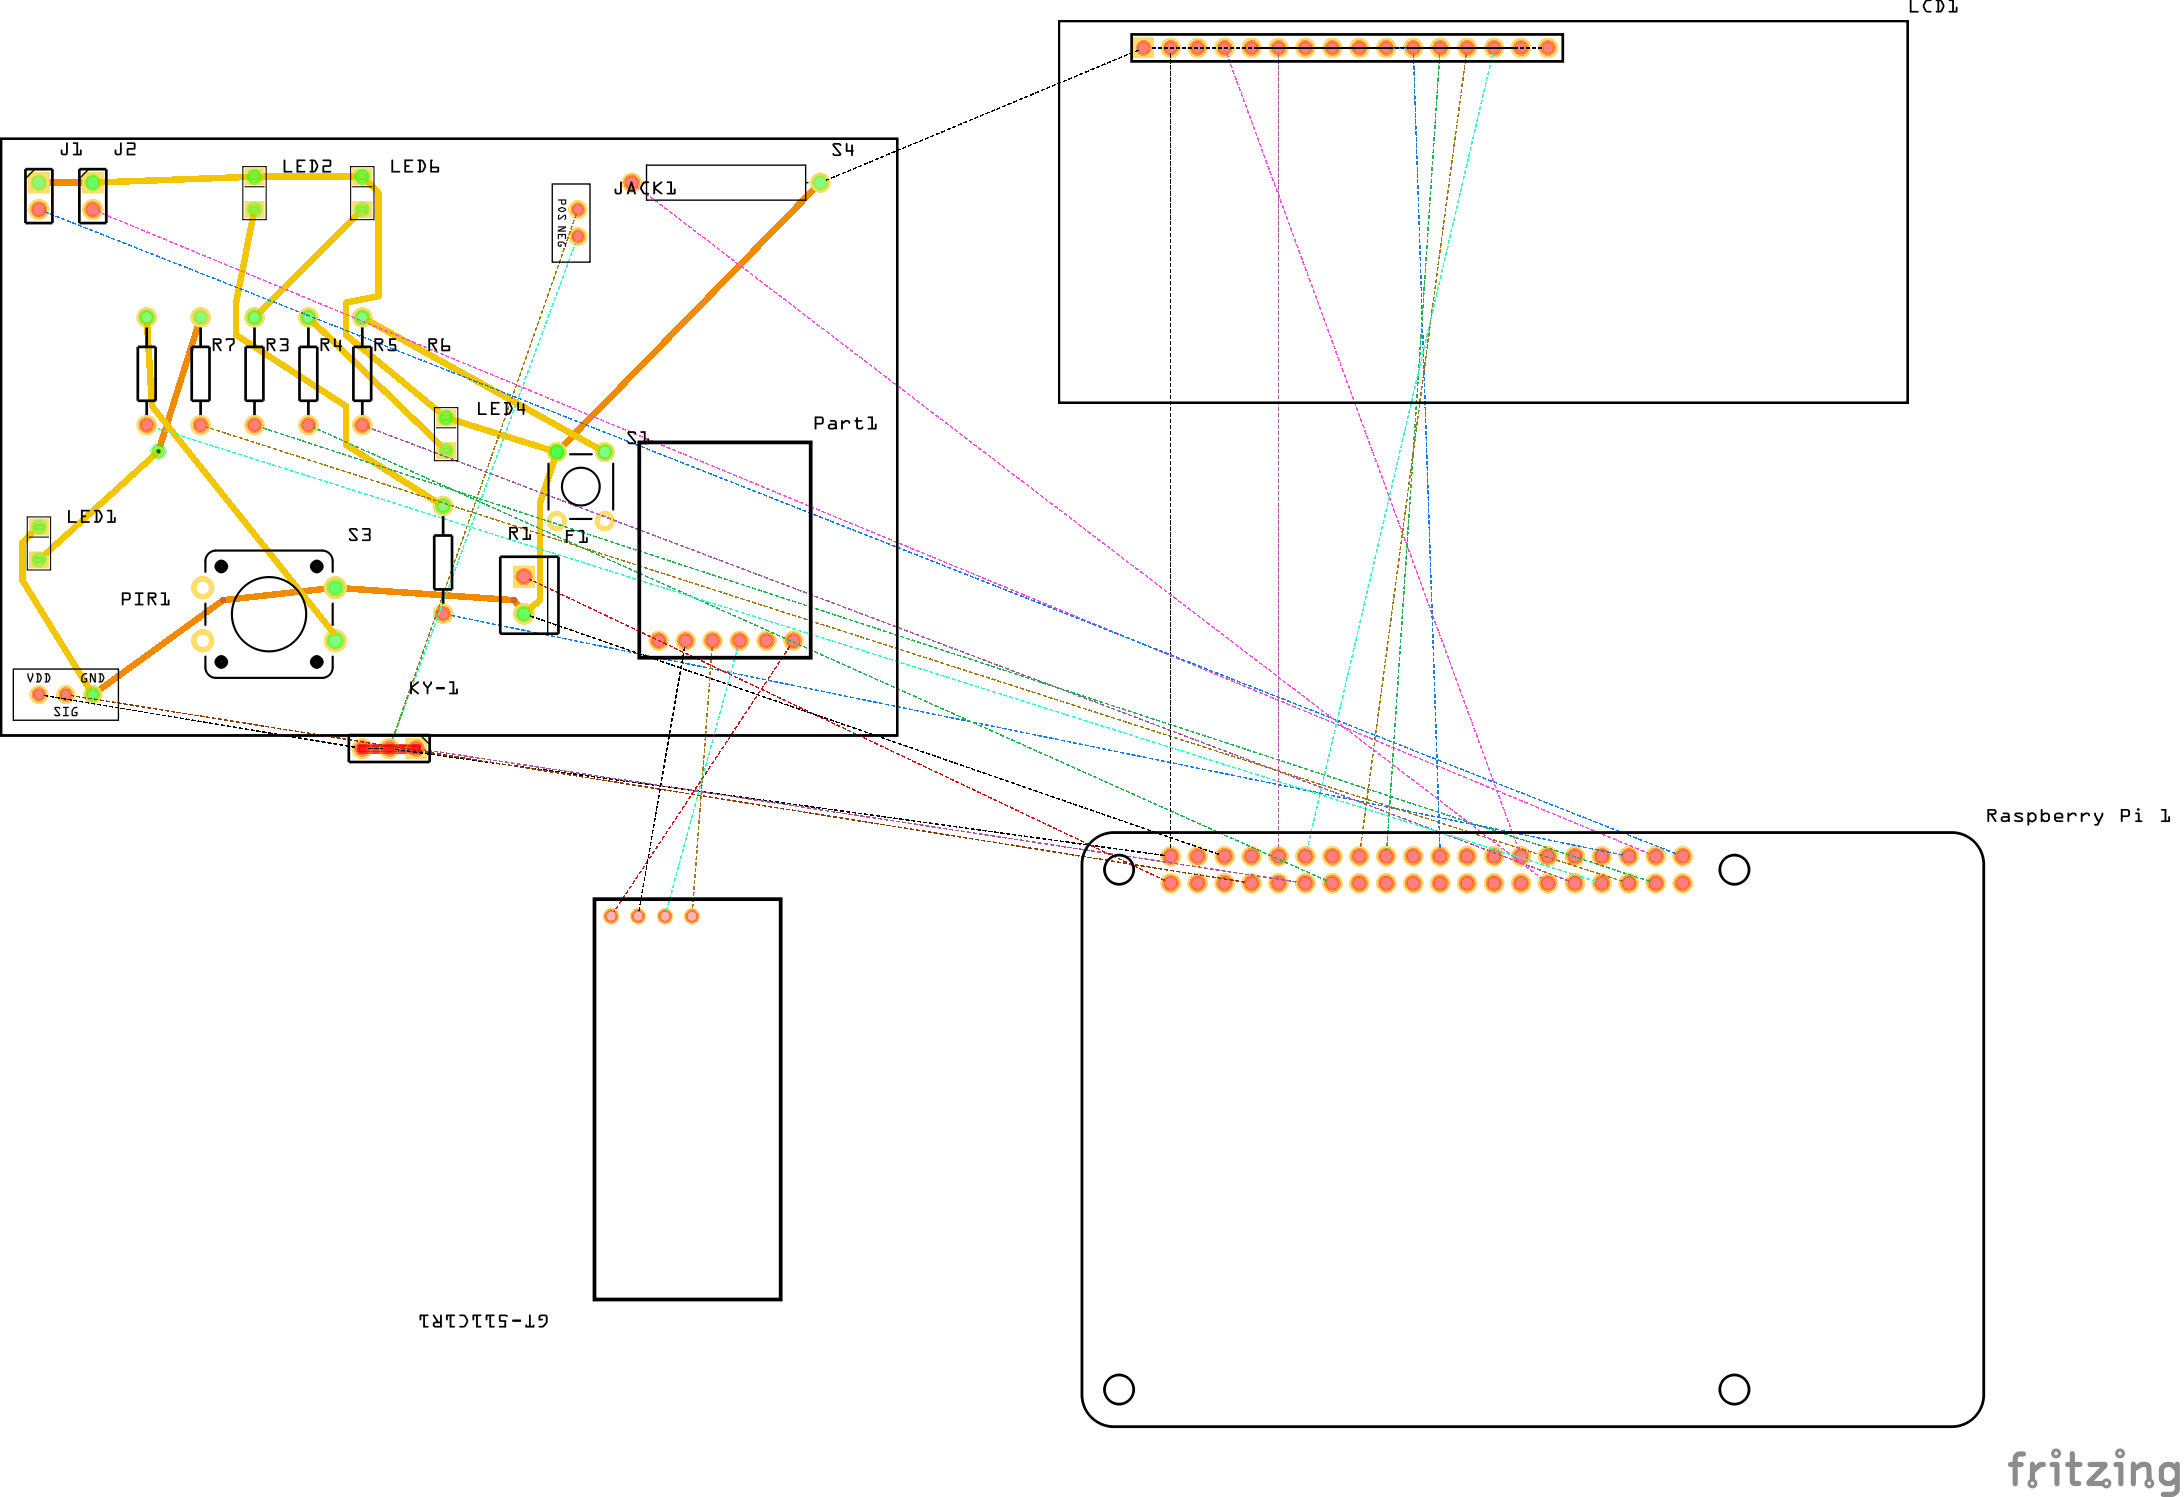 LCD1
J1
J2
LED2
LED6
S4
JACK1
POS
NEG
R7
R3
R4
R5
R6
LED4
Part1
S1
LED1
S3
R1
F1
PIR1
VDD
GND
SIG
KY-1
Raspberry Pi 1
GT-511C1R1
fritzing